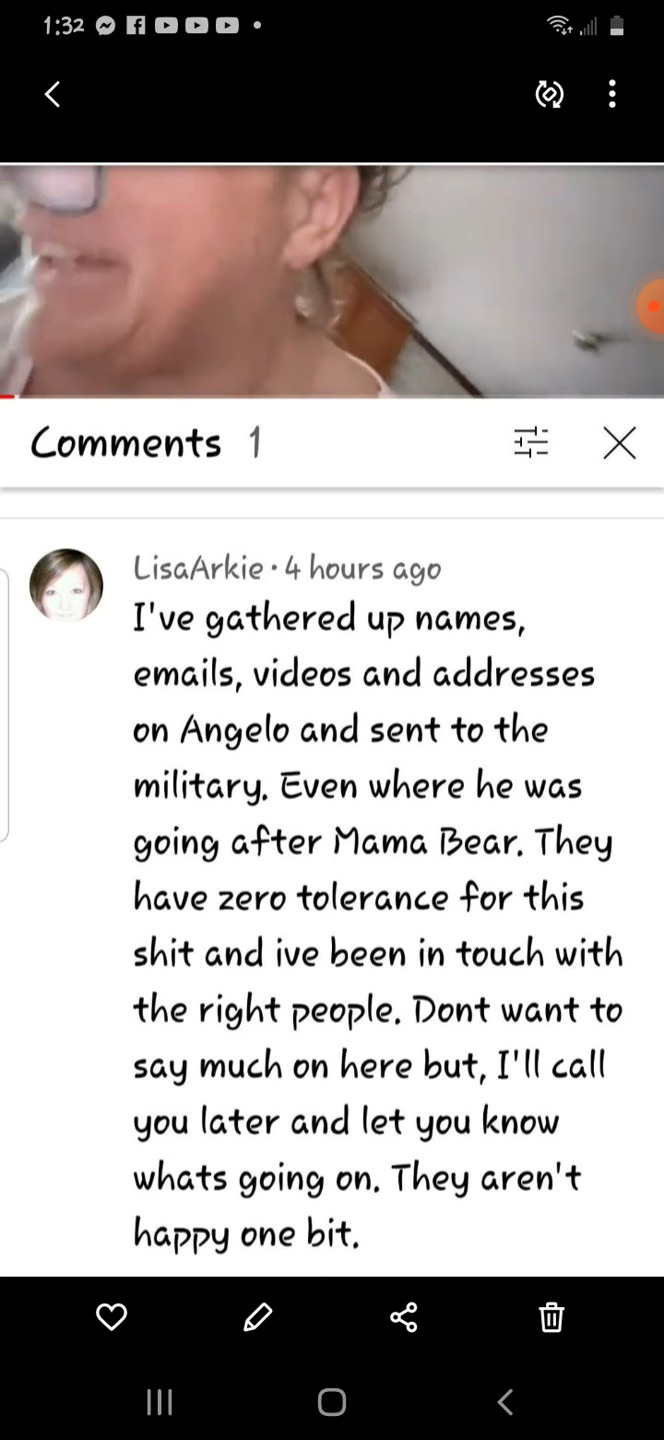 1:32
Comments 1
LisaArkie • 4 hours ago
I've gathered up names,
emails, videos and addresses
on Angelo and sent to the
military. Even where he was
going after Mama Bear. They
have zero tolerance for this
shit and ive been in touch with
the right people. Dont want to
say much on here but, I'll call
you later and let you know
whats going on. They aren't
happy one bit.